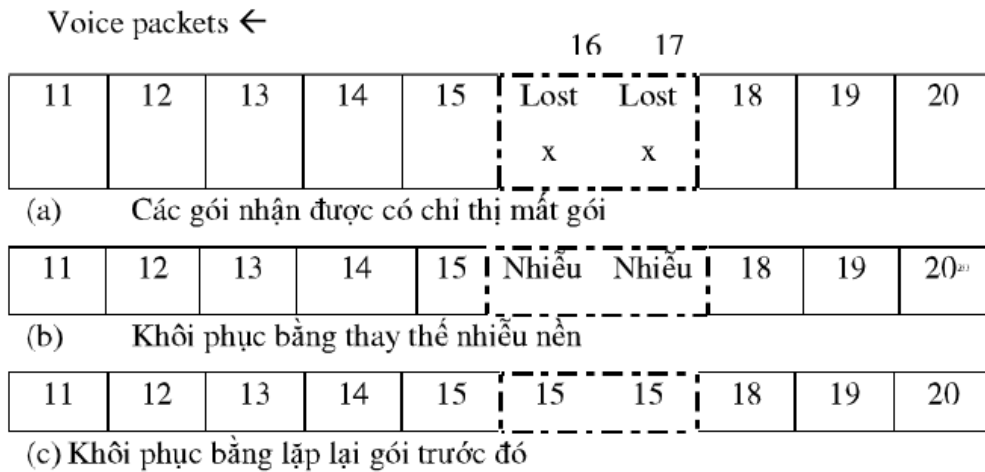 Voice packets ←
16 17
11 12 13 14 15 Lost Lost 18 19 20
x x
(a) Các gói nhận được có chỉ thị mất gói
11 12 13 14 15 Nhiễu Nhiễu 18 19 20
(b) Khôi phục bằng thay thế nhiễu nền
11 12 13 14 15 15 15 18 19 20
(c) Khôi phục bằng lặp lại gói trước đó